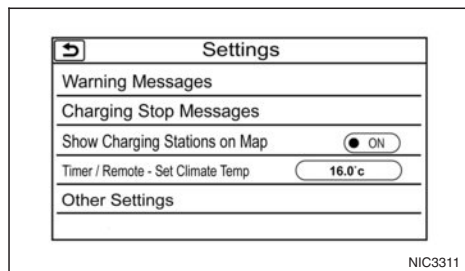 Settings
Warning Messages
Charging Stop Messages
Show Charging Stations on Map ON
Timer / Remote - Set Climate Temp 16.0°c
Other Settings
NIC3311